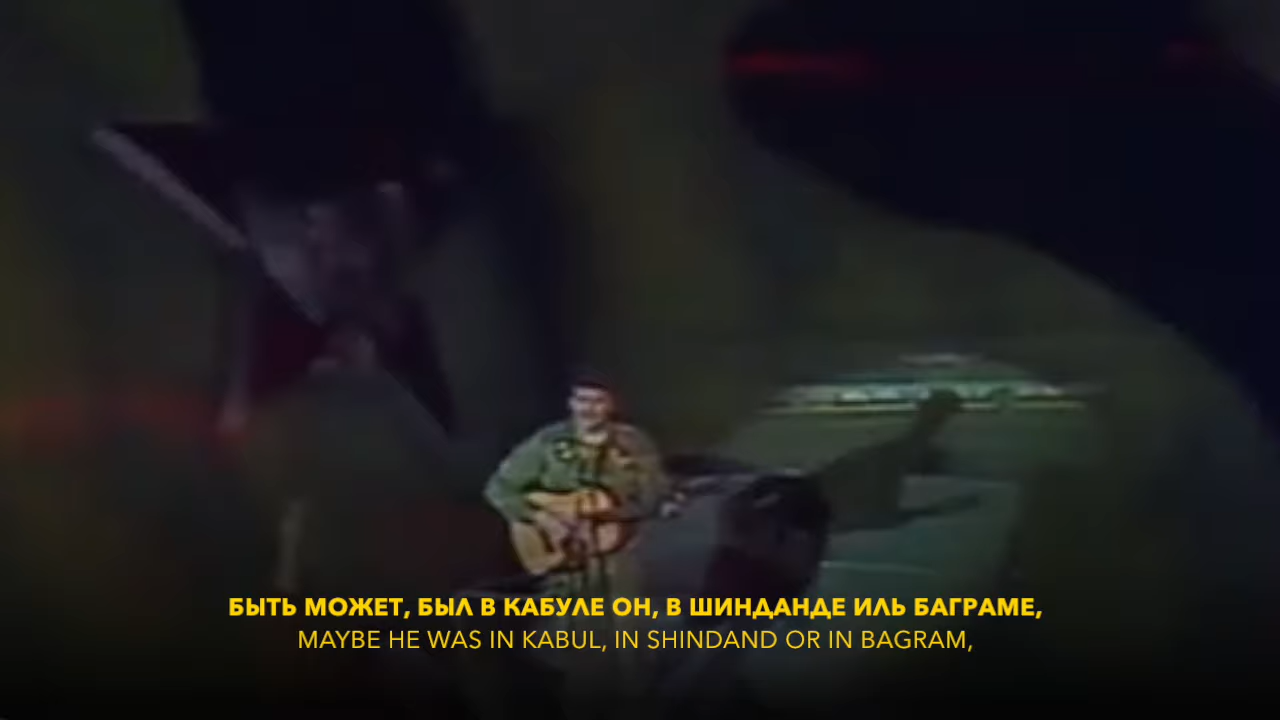 БЫТЬ МОЖЕТ, БЫЛ В КАБУЛЕ ОН, В ШИНДАНДЕ ИЛЬ БАГРАМЕ,
MAYBE HE WAS IN KABUL, IN SHINDAND OR IN BAGRAM,